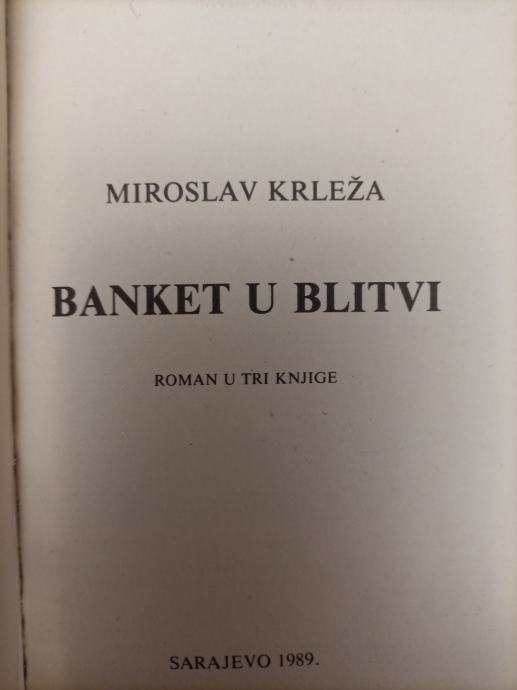 MIROSLAV KRLEŽA
BANKET U BLITVI
ROMAN U TRI KNJIGE
SARAJEVO 1989.